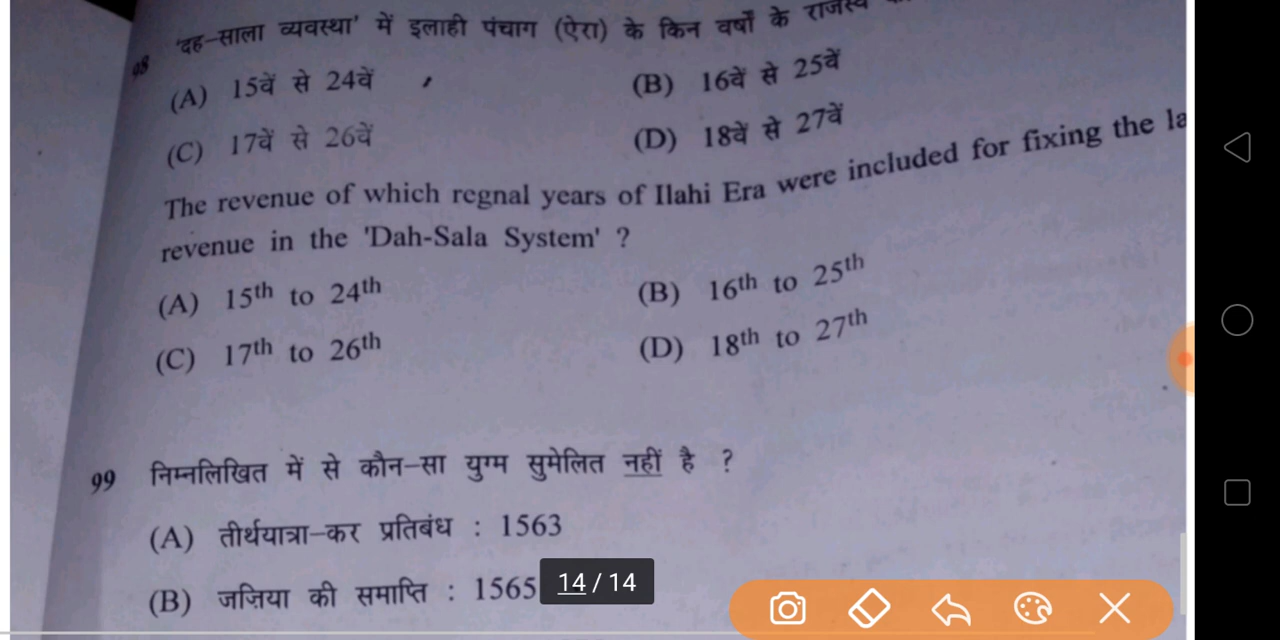 98 'दह-साला व्यवस्था' में इलाही पंचाग (ऐरा) के किन वर्षों के राजस्व
(A) 15वें से 24वें (B) 16वें से 25वें
(C) 17वें से 26वें (D) 18वें से 27वें
The revenue of which regnal years of Ilahi Era were included for fixing the la
revenue in the 'Dah-Sala System' ?
(A) 15th to 24th (B) 16th to 25th
(C) 17th to 26th (D) 18th to 27th
99 निम्नलिखित में से कौन-सा युग्म सुमेलित नहीं है ?
(A) तीर्थयात्रा-कर प्रतिबंध : 1563
(B) जज़िया की समाप्ति : 1565
14 / 14